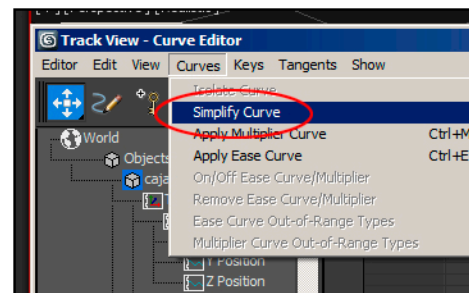 Track View - Curve Editor
Editor Edit View Curves Keys Tangents Show
Isolate Curve
Simplify Curve
World
Apply Multiplier Curve Ctrl+M
Objects
Apply Ease Curve Ctrl+E
caja
On/Off Ease Curve/Multiplier
Remove Ease Curve/Multiplier
Ease Curve Out-of-Range Types
Multiplier Curve Out-of-Range Types
Y Position
Z Position